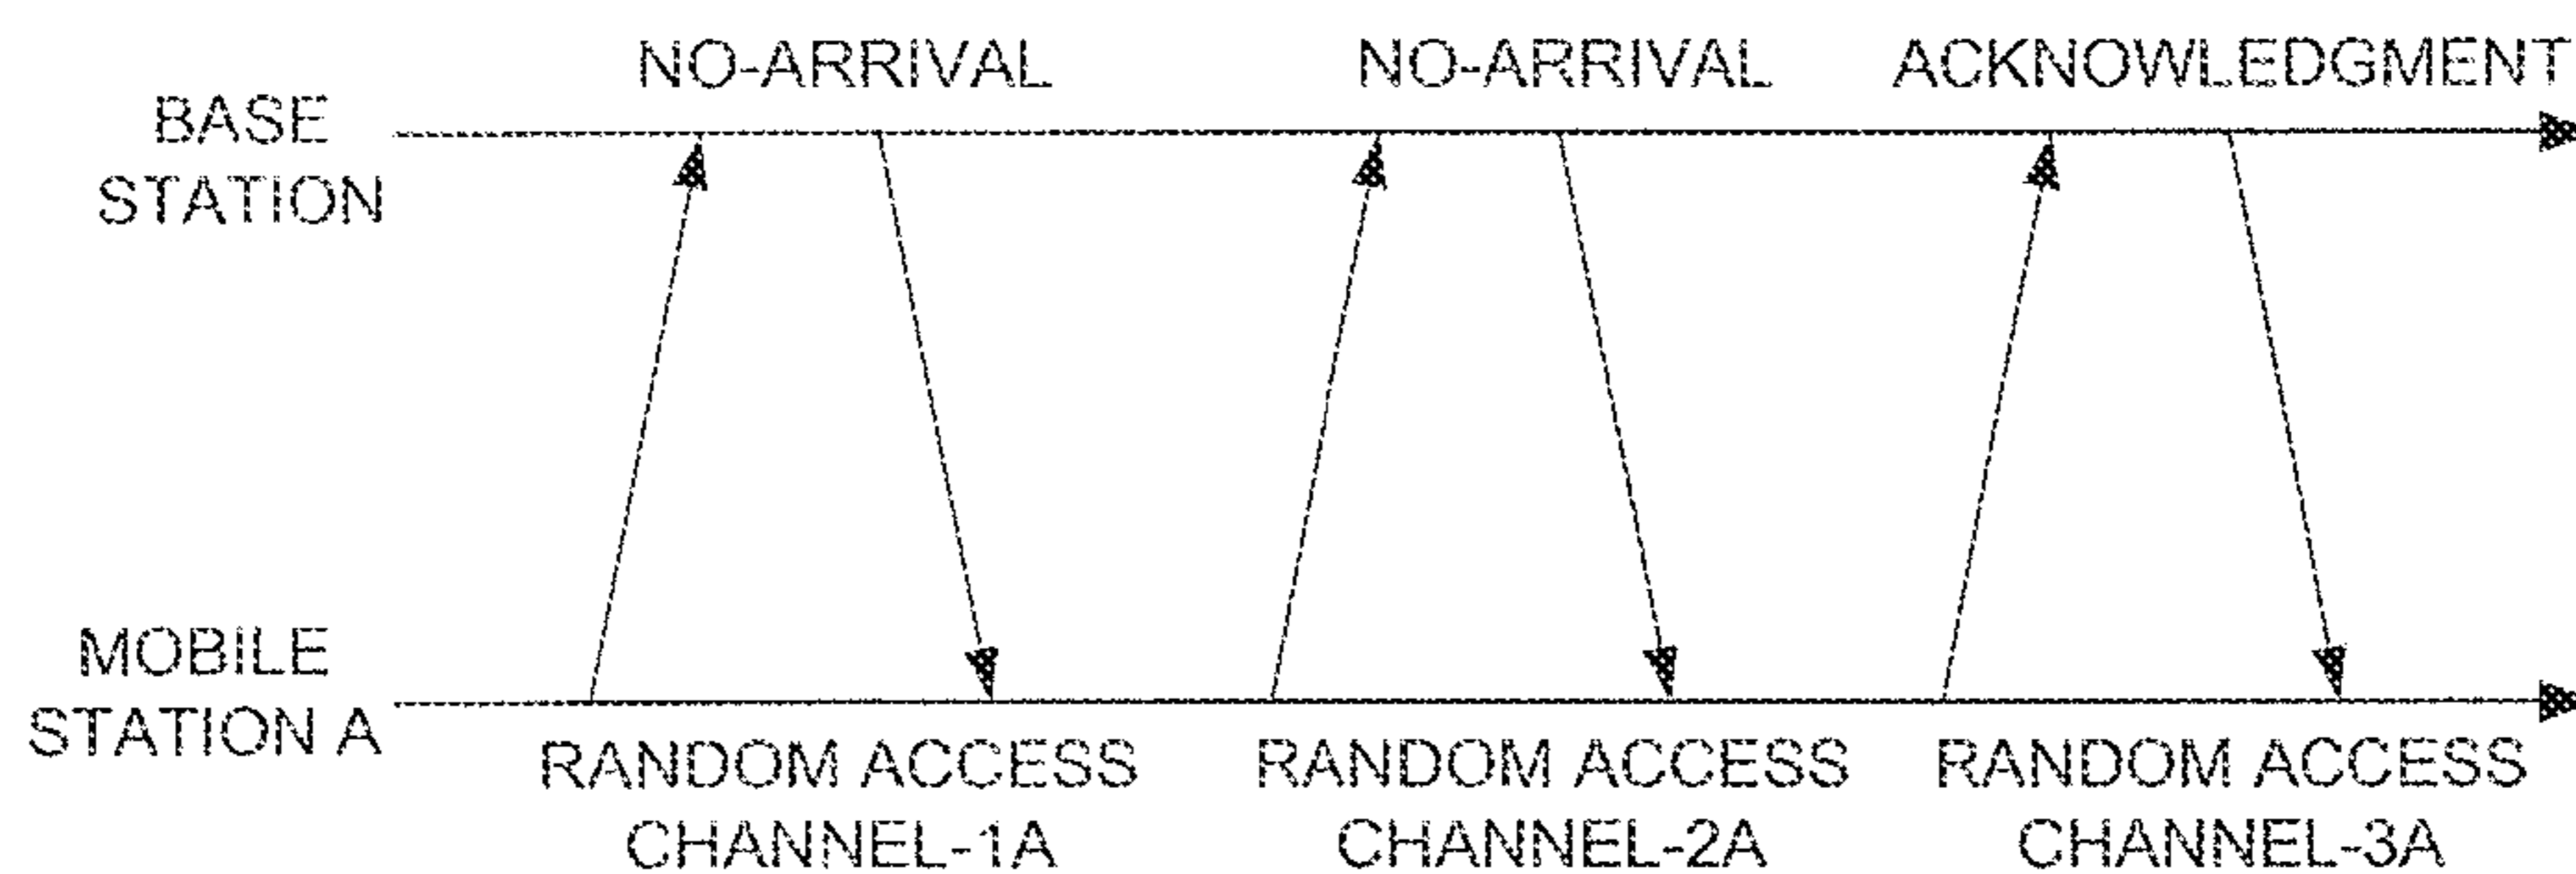 NO-ARRIVAL
NO-ARRIVAL
ACKNOWLEDGMENT
BASE
STATION
MOBILE
STATION A
RANDOM ACCESS
CHANNEL-1A
RANDOM ACCESS
CHANNEL-2A
RANDOM ACCESS
CHANNEL-3A